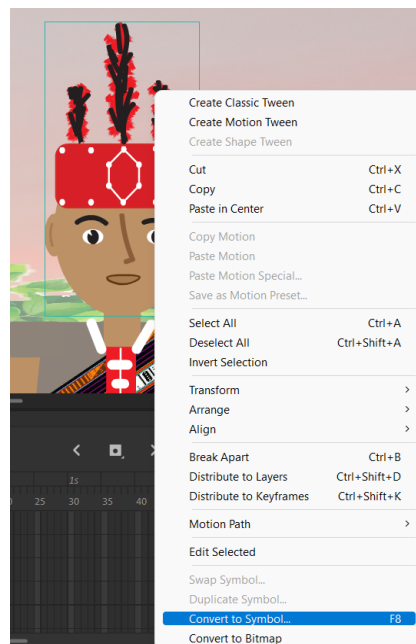 Create Classic Tween
Create Motion Tween
Create Shape Tween
Cut Ctrl+X
Copy Ctrl+C
Paste in Center Ctrl+V
Copy Motion
Paste Motion
Paste Motion Special...
Save as Motion Preset...
Select All Ctrl+A
Deselect All Ctrl+Shift+A
Invert Selection
Transform >
Arrange >
Align >
Break Apart Ctrl+B
Distribute to Layers Ctrl+Shift+D
1s
Distribute to Keyframes Ctrl+Shift+K
25 30 35 40
Motion Path >
Edit Selected
Swap Symbol...
Duplicate Symbol...
Convert to Symbol... F8
Convert to Bitmap